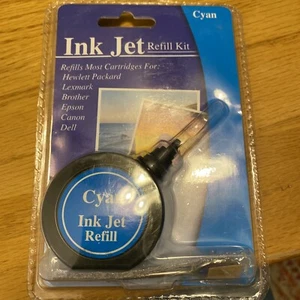 Cyan
Ink Jet Refill Kit
Refills Most Cartridges For:
Hewlett Packard
Lexmark
Brother
Epson
Canon
Dell
Cyan
Ink Jet
Refill